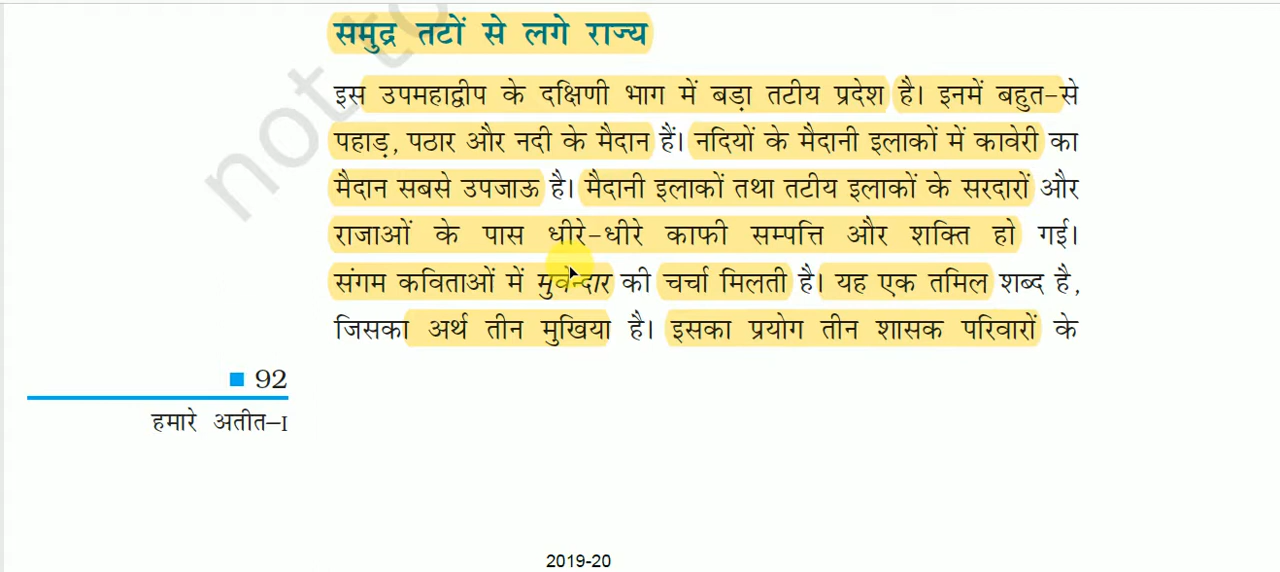 समुद्र तटों से लगे राज्य
इस उपमहाद्वीप के दक्षिणी भाग में बड़ा तटीय प्रदेश है। इनमें बहुत-से
पहाड़, पठार और नदी के मैदान हैं। नदियों के मैदानी इलाकों में कावेरी का
मैदान सबसे उपजाऊ है। मैदानी इलाकों तथा तटीय इलाकों के सरदारों और
राजाओं के पास धीरे-धीरे काफी सम्पत्ति और शक्ति हो गई।
संगम कविताओं में मुवेन्दार की चर्चा मिलती है। यह एक तमिल शब्द है,
जिसका अर्थ तीन मुखिया है। इसका प्रयोग तीन शासक परिवारों के
92
हमारे अतीत–I
not to
2019-20